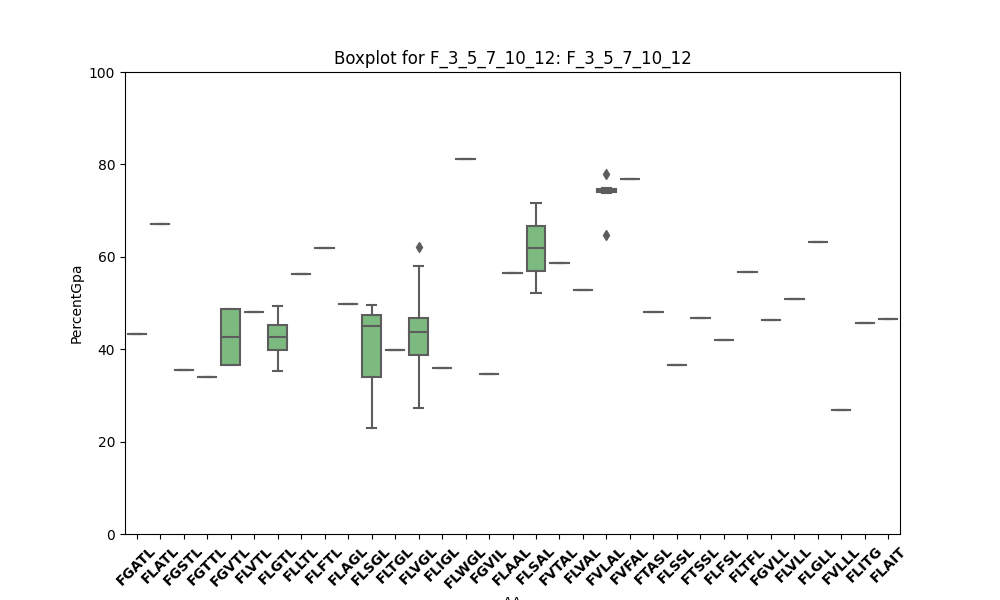 Boxplot for F_3_5_7_10_12: F_3_5_7_10_12
100
80
60
40
20
0
PercentGpa
FGATL FLATL FGSTL FGTTL FGVTL FLVTL FLGTL FLLTL FLFTL FLAGL FLSGL FLTGL FLVGL FLIGL FLWGL FGVIL FLAAL FLSAL FVTAL FLVAL FVLAL FVFAL FTASL FLSSL FTSSL FLFSL FLTFL FGVLL FLVLL FLGLL FVLLL FLITG FLAIT